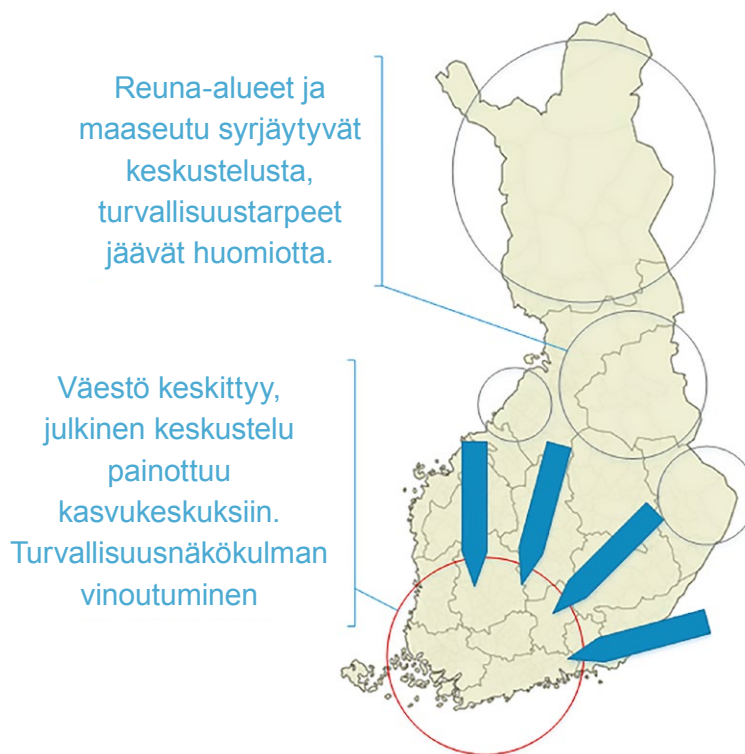 Reuna-alueet ja
maaseutu syrjäytyvät
keskustelusta,
turvallisuustarpeet
jäävät huomiotta.
Väestö keskittyy,
julkinen keskustelu
painottuu
kasvukeskuksiin.
Turvallisuusnäkökulman
vinoutuminen